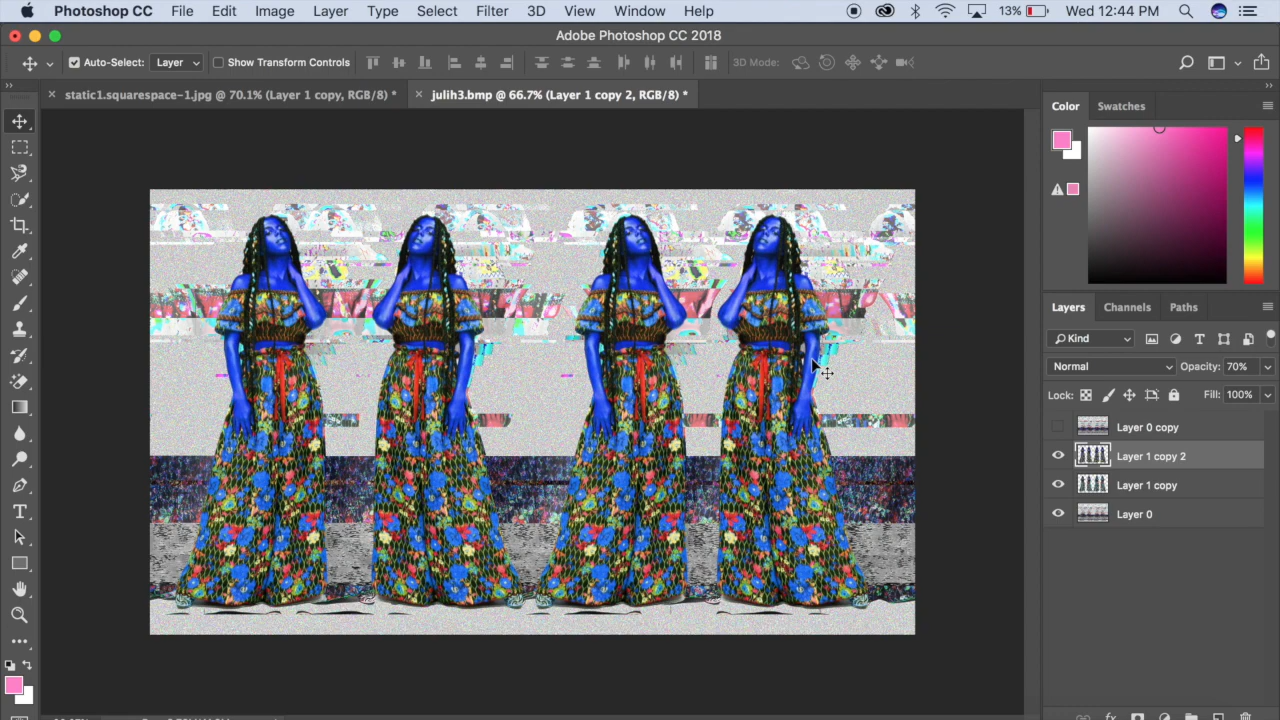 Photoshop CC File Edit Image Layer Type Select Filter 3D View Window Help 13% Wed 12:44 PM
Adobe Photoshop CC 2018
Auto-Select: Layer Show Transform Controls 3D Mode:
static1.squarespace-1.jpg @ 70.1% (Layer 1 copy, RGB/8) * julih3.bmp @ 66.7% (Layer 1 copy 2, RGB/8) *
Color Swatches
Layers Channels Paths
Kind
Normal Opacity: 70%
Lock: Fill: 100%
Layer 0 copy
Layer 1 copy 2
Layer 1 copy
Layer 0